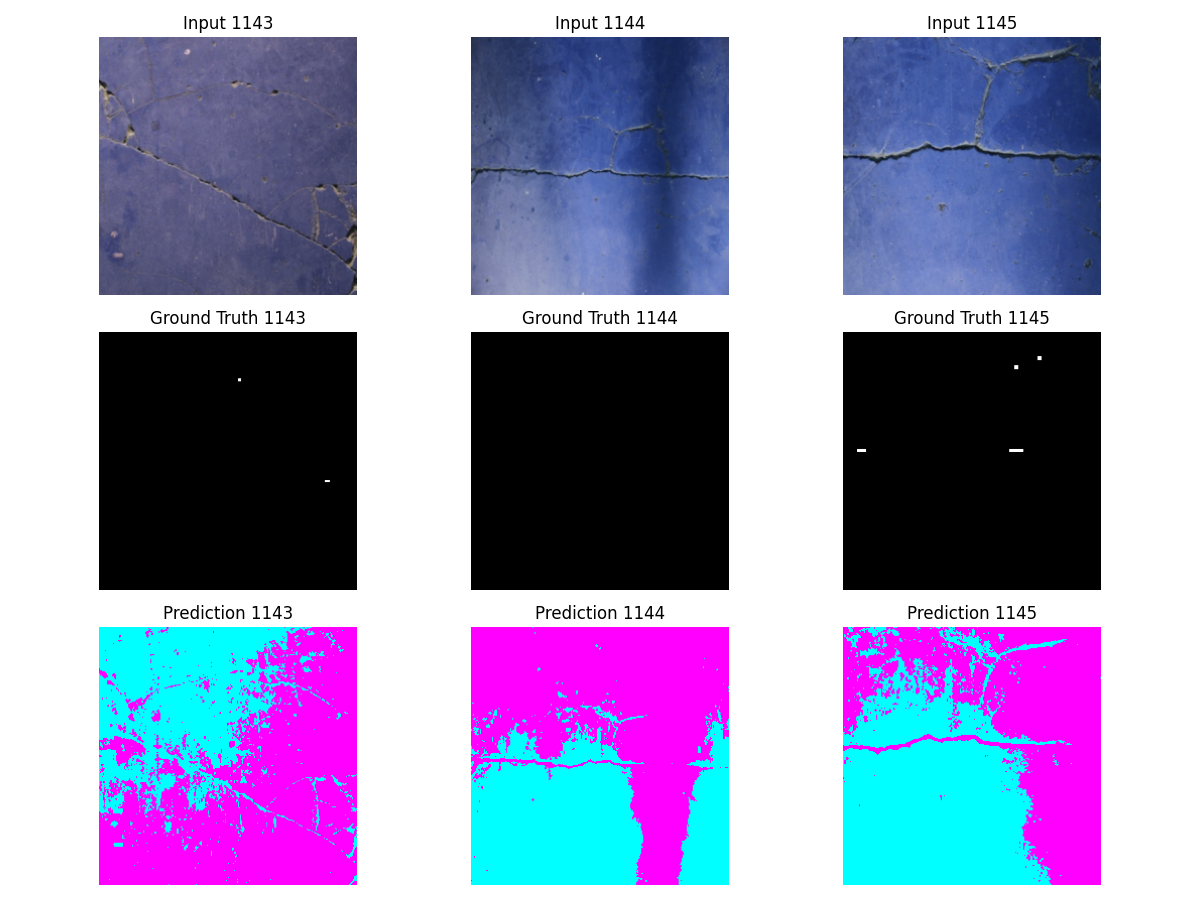 Input 1143
Input 1144
Input 1145
Ground Truth 1143
Ground Truth 1144
Ground Truth 1145
Prediction 1143
Prediction 1144
Prediction 1145